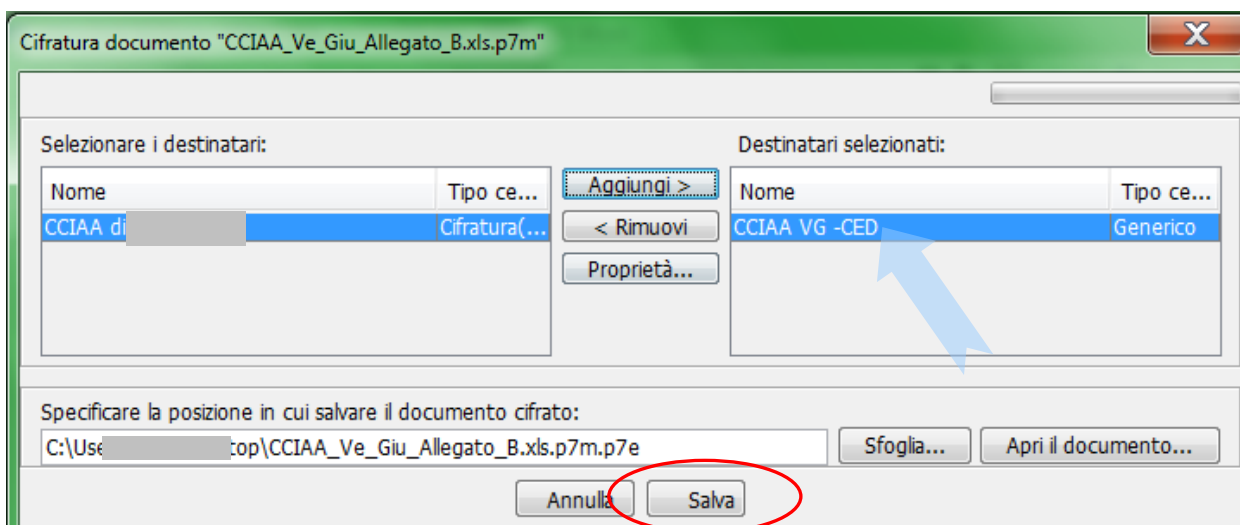 Cifratura documento "CCIAA_Ve_Giu_Allegato_B.xls.p7m"
X
Selezionare i destinatari:
Destinatari selezionati:
Nome Tipo ce...
Aggiungi >
Nome Tipo ce...
CCIAA di Cifratura(...
< Rimuovi
CCIAA VG -CED Generico
Proprietà...
Specificare la posizione in cui salvare il documento cifrato:
C:\Use top\CCIAA_Ve_Giu_Allegato_B.xls.p7m.p7e
Sfoglia... Apri il documento...
Annulla Salva